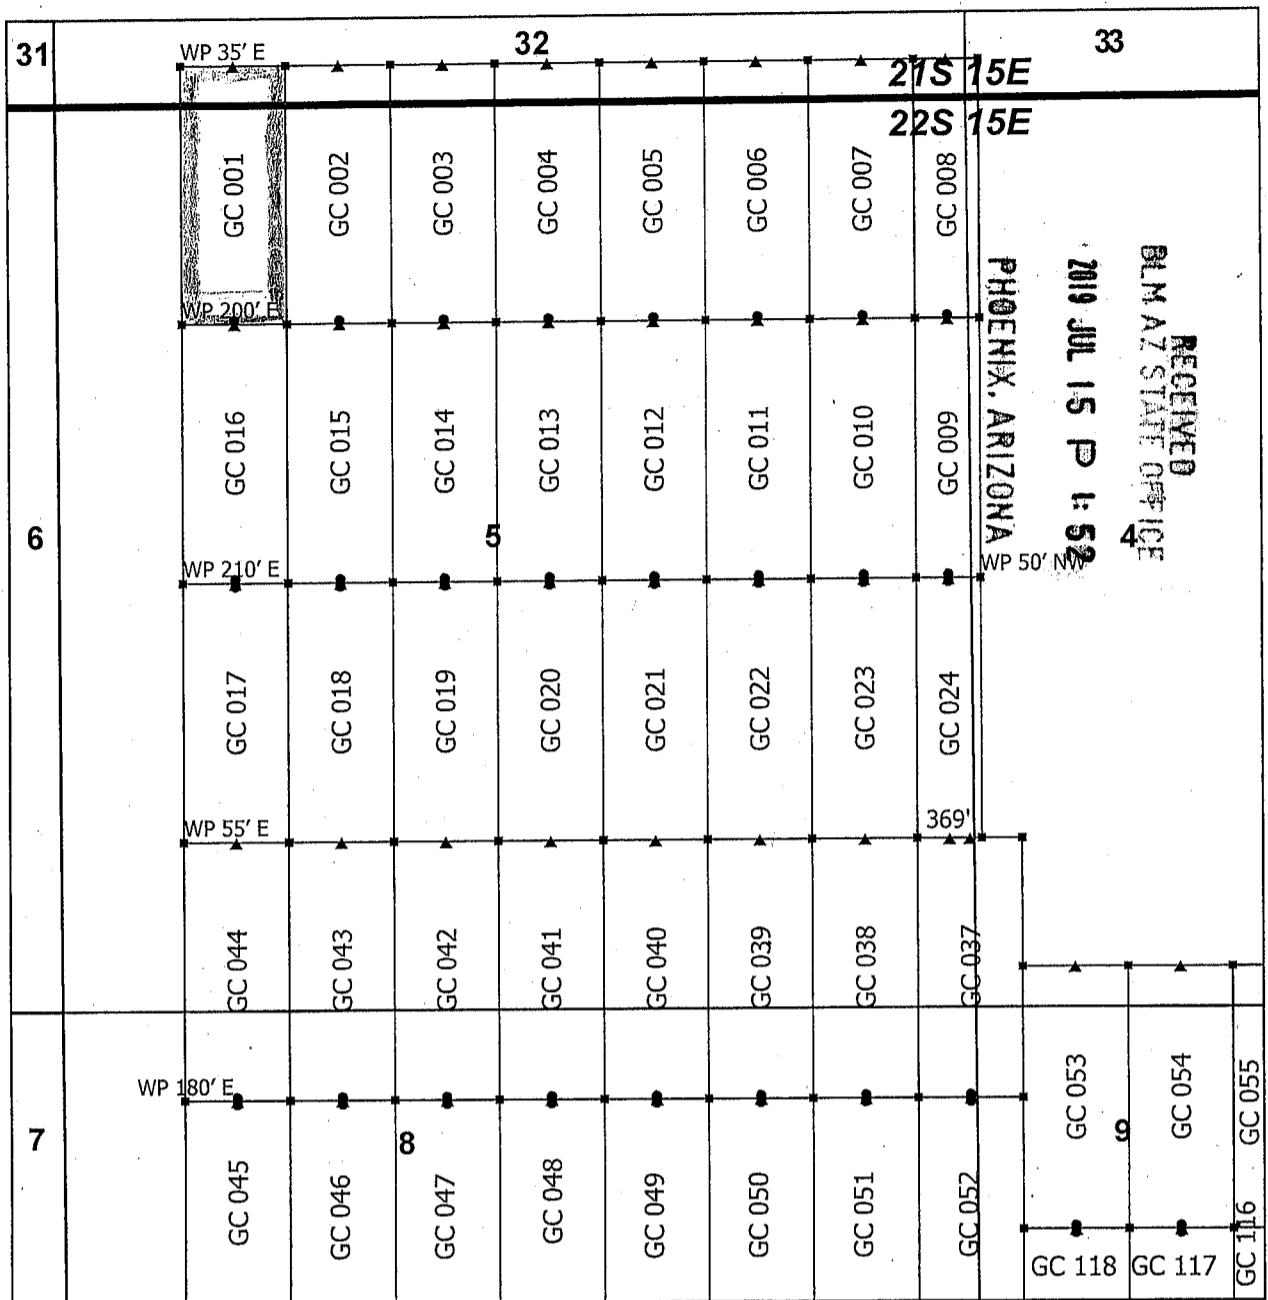 31
32
33
WP 35' E
21S 15E
22S 15E
GC 001
GC 002
GC 003
GC 004
GC 005
GC 006
GC 007
GC 008
WP 200' E
RECEIVED
BLM AZ STATE OFFICE
2019 JUL 15 P 1:52
PHOENIX, ARIZONA
GC 016
GC 015
GC 014
GC 013
GC 012
GC 011
GC 010
GC 009
6
5
4
WP 210' E
WP 50' NW
GC 017
GC 018
GC 019
GC 020
GC 021
GC 022
GC 023
GC 024
WP 55' E
369'
GC 044
GC 043
GC 042
GC 041
GC 040
GC 039
GC 038
GC 037
WP 180' E
GC 053
GC 054
GC 055
7
8
9
GC 045
GC 046
GC 047
GC 048
GC 049
GC 050
GC 051
GC 052
GC 118
GC 117
GC 116